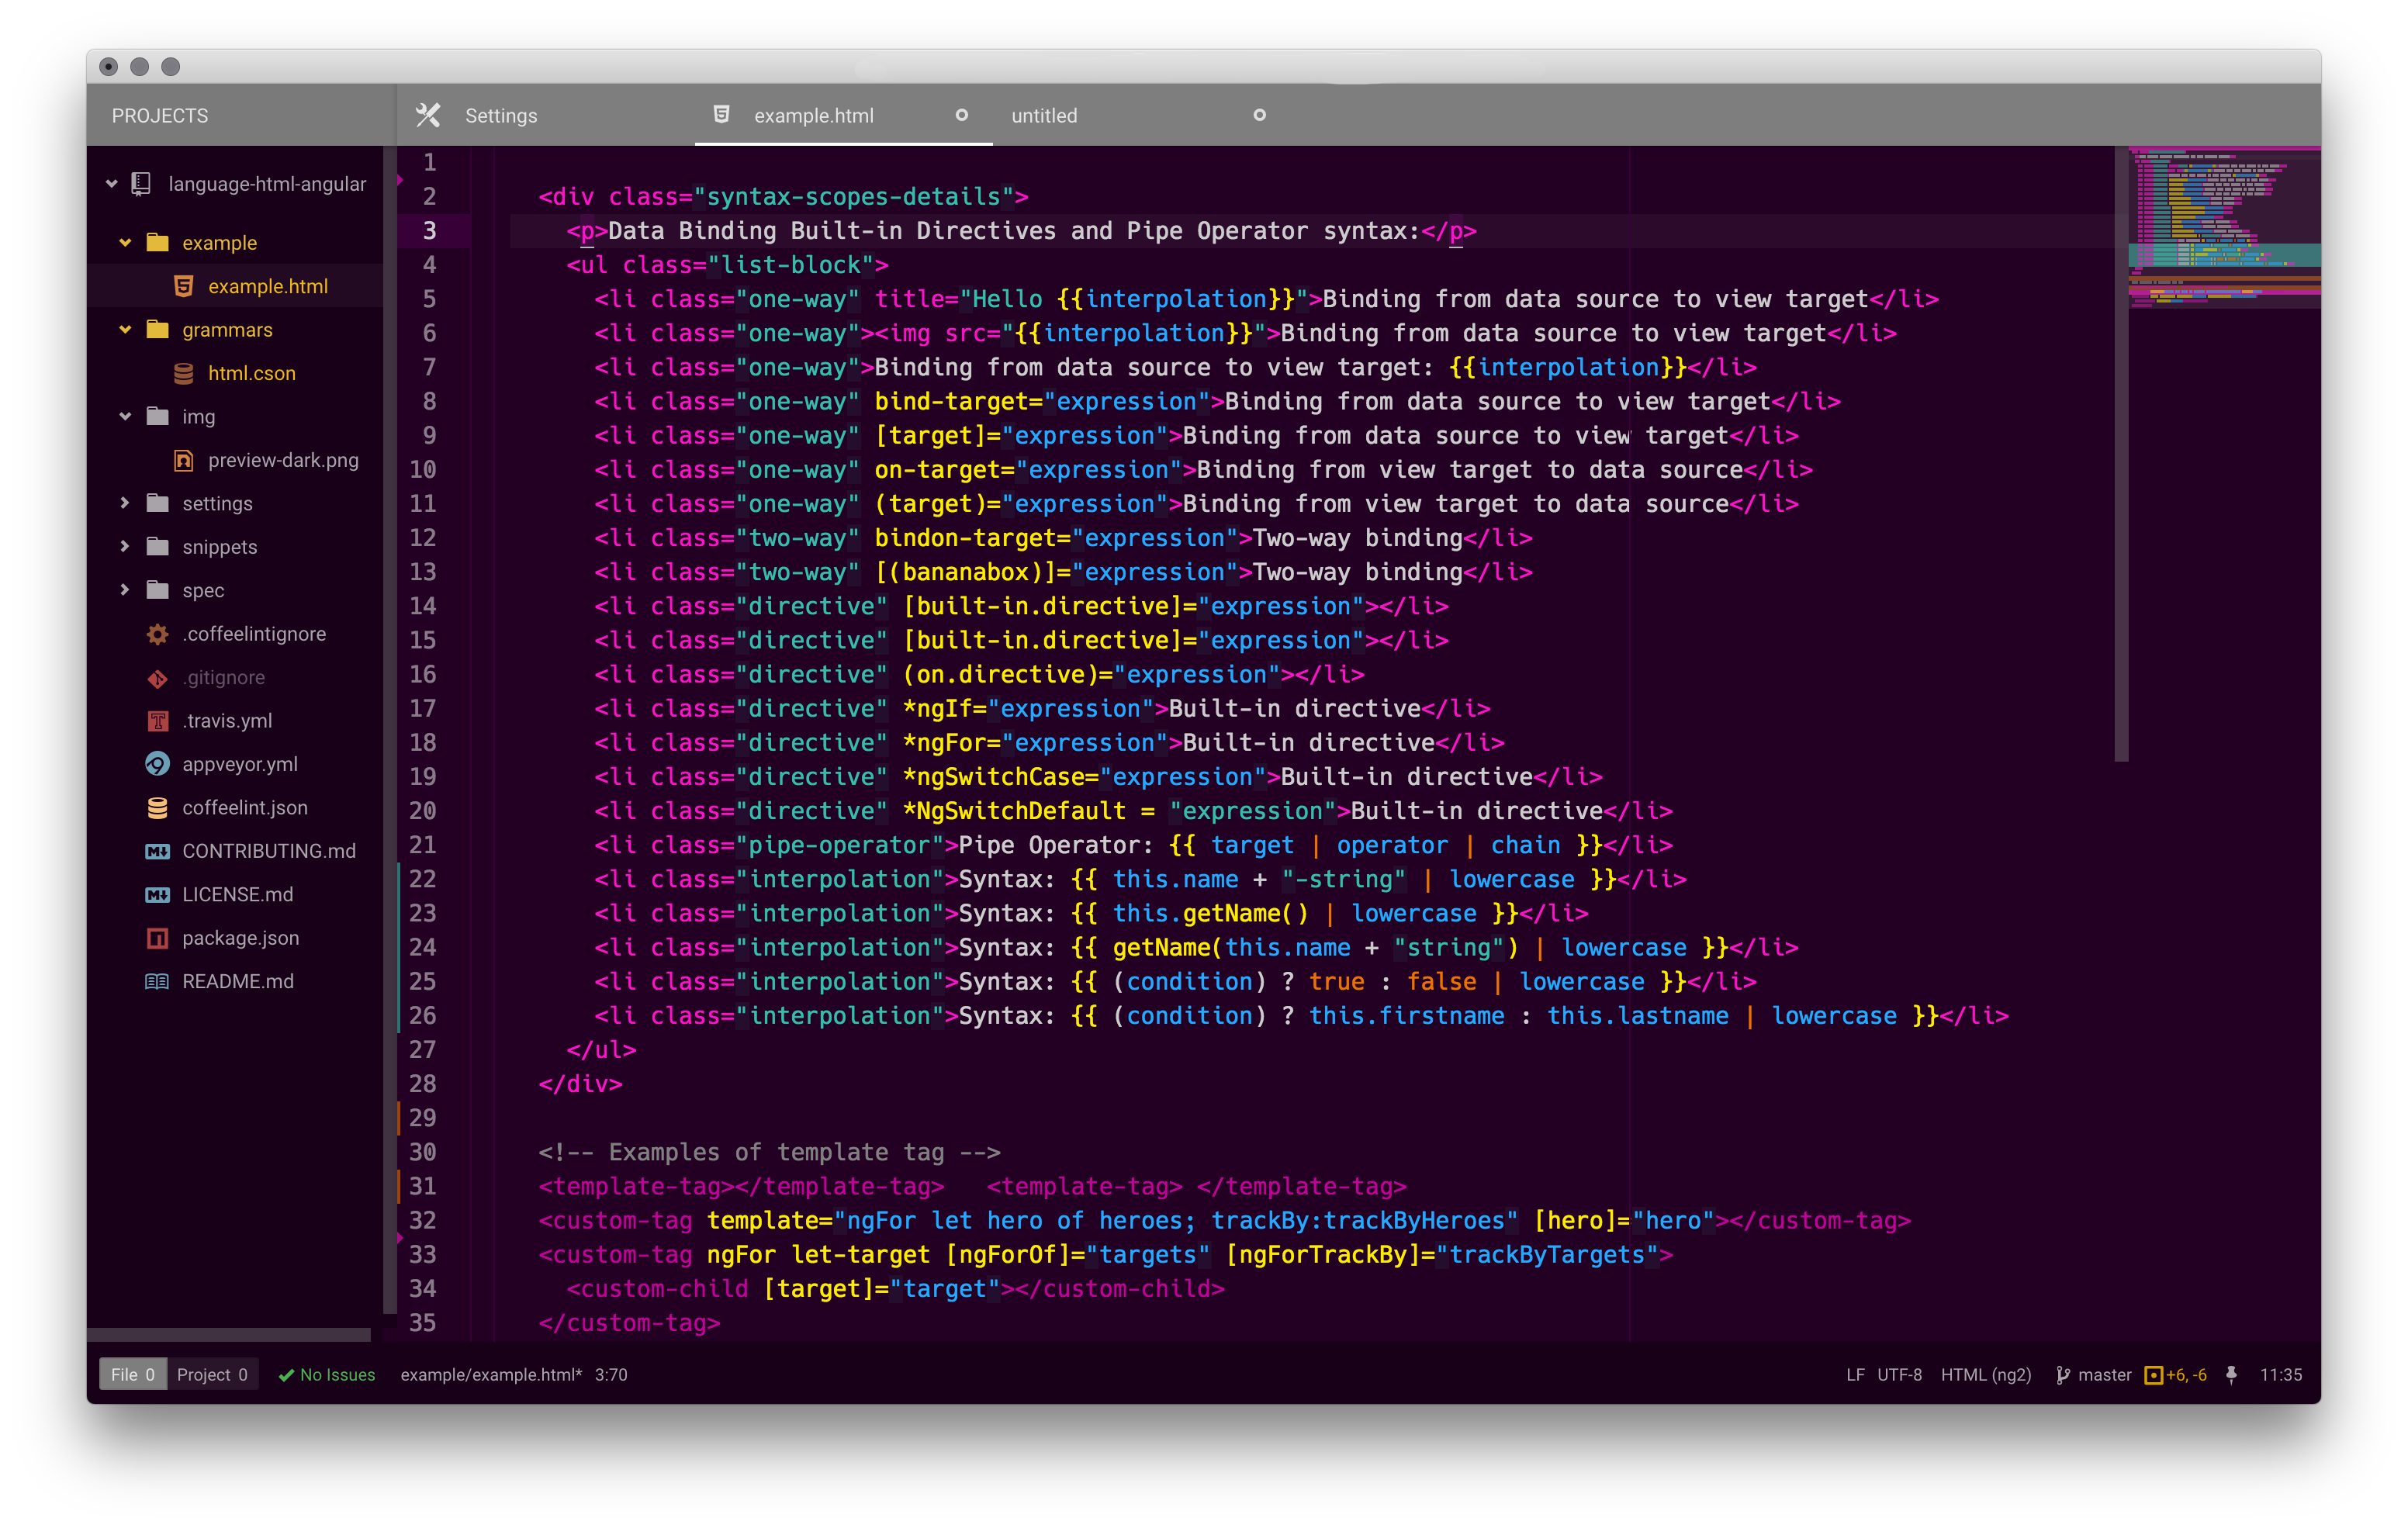 PROJECTS
Settings
example.html
untitled
language-html-angular
example
example.html
grammars
html.cson
img
preview-dark.png
settings
snippets
spec
.coffeelintignore
.gitignore
.travis.yml
appveyor.yml
coffeelint.json
CONTRIBUTING.md
LICENSE.md
package.json
README.md
1
2 <div class="syntax-scopes-details">
3 <p>Data Binding Built-in Directives and Pipe Operator syntax:</p>
4 <ul class="list-block">
5 <li class="one-way" title="Hello {{interpolation}}">Binding from data source to view target</li>
6 <li class="one-way"><img src="{{interpolation}}">Binding from data source to view target</li>
7 <li class="one-way">Binding from data source to view target: {{interpolation}}</li>
8 <li class="one-way" bind-target="expression">Binding from data source to view target</li>
9 <li class="one-way" [target]="expression">Binding from data source to view target</li>
10 <li class="one-way" on-target="expression">Binding from view target to data source</li>
11 <li class="one-way" (target)="expression">Binding from view target to data source</li>
12 <li class="two-way" bindon-target="expression">Two-way binding</li>
13 <li class="two-way" [(bananabox)]="expression">Two-way binding</li>
14 <li class="directive" [built-in.directive]="expression"></li>
15 <li class="directive" [built-in.directive]="expression"></li>
16 <li class="directive" (on.directive)="expression"></li>
17 <li class="directive" *ngIf="expression">Built-in directive</li>
18 <li class="directive" *ngFor="expression">Built-in directive</li>
19 <li class="directive" *ngSwitchCase="expression">Built-in directive</li>
20 <li class="directive" *NgSwitchDefault = "expression">Built-in directive</li>
21 <li class="pipe-operator">Pipe Operator: {{ target | operator | chain }}</li>
22 <li class="interpolation">Syntax: {{ this.name + "-string" | lowercase }}</li>
23 <li class="interpolation">Syntax: {{ this.getName() | lowercase }}</li>
24 <li class="interpolation">Syntax: {{ getName(this.name + "string") | lowercase }}</li>
25 <li class="interpolation">Syntax: {{ (condition) ? true : false | lowercase }}</li>
26 <li class="interpolation">Syntax: {{ (condition) ? this.firstname : this.lastname | lowercase }}</li>
27 </ul>
28 </div>
29
30 <!-- Examples of template tag -->
31 <template-tag></template-tag> <template-tag> </template-tag>
32 <custom-tag template="ngFor let hero of heroes; trackBy:trackByHeroes" [hero]="hero"></custom-tag>
33 <custom-tag ngFor let-target [ngForOf]="targets" [ngForTrackBy]="trackByTargets">
34 <custom-child [target]="target"></custom-child>
35 </custom-tag>
File 0 Project 0 No Issues example/example.html* 3:70 LF UTF-8 HTML (ng2) master +6, -6 11:35